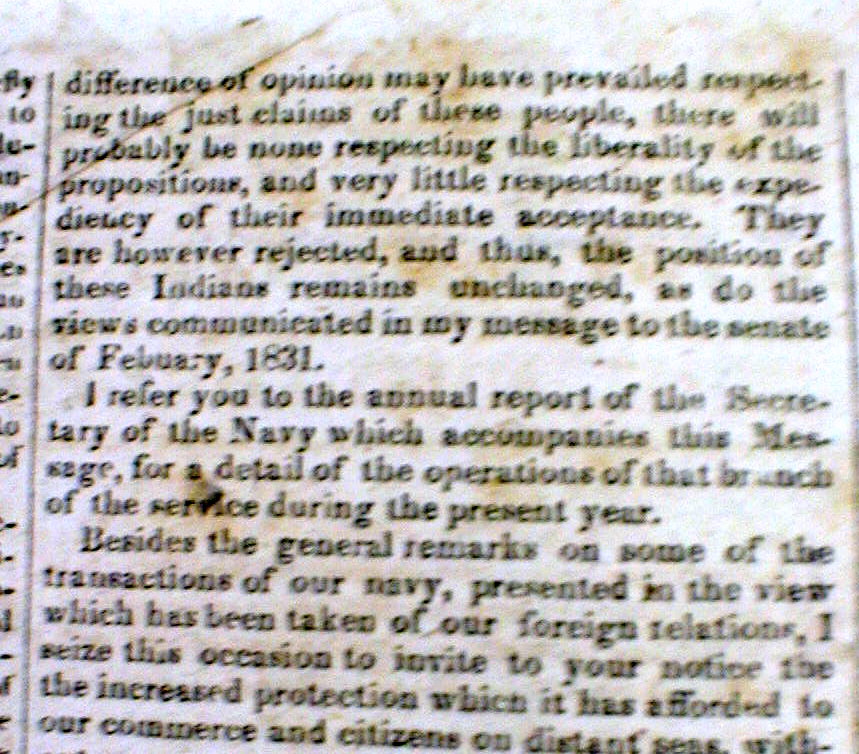 difference of opinion may have prevailed respect-
ing the just claims of these people, there will
probably be none respecting the liberality of the
propositions, and very little respecting the expe-
diency of their immediate acceptance. They
are however rejected, and thus, the position of
these Indians remains unchanged, as do the
views communicated in my message to the senate
of Febuary, 1831.
I refer you to the annual report of the Secre-
tary of the Navy which accompanies this Mes-
sage, for a detail of the operations of that branch
of the service during the present year.
Besides the general remarks on some of the
transactions of our navy, presented in the view
which has been taken of our foreign relations, I
seize this occasion to invite to your notice the
the increased protection which it has afforded to
our commerce and citizens on distant seas, with-